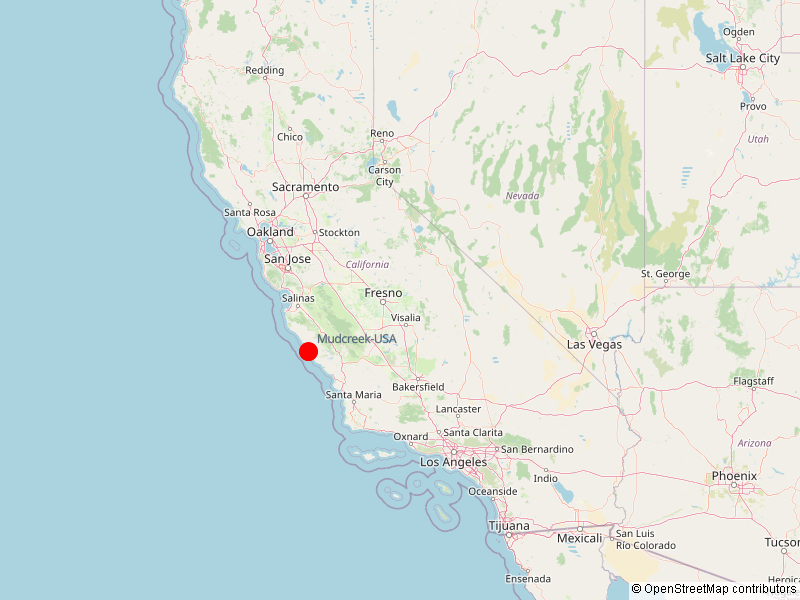 Ogden
Salt Lake City
Redding
Provo
Chico
Reno
Utah
Carson
City
Sacramento
Nevada
Santa Rosa
Oakland
Stockton
San Jose
California
St. George
Salinas
Fresno
Visalia
Mudcreek-USA
Las Vegas
Bakersfield
Flagstaff
Santa Maria
Lancaster
Oxnard
Santa Clarita
Arizona
San Bernardino
Los Angeles
Indio
Phoenix
Oceanside
Tijuana
Mexicali
San Luis
Río Colorado
Tucso
Ensenada
Heroica
© OpenStreetMap contributors